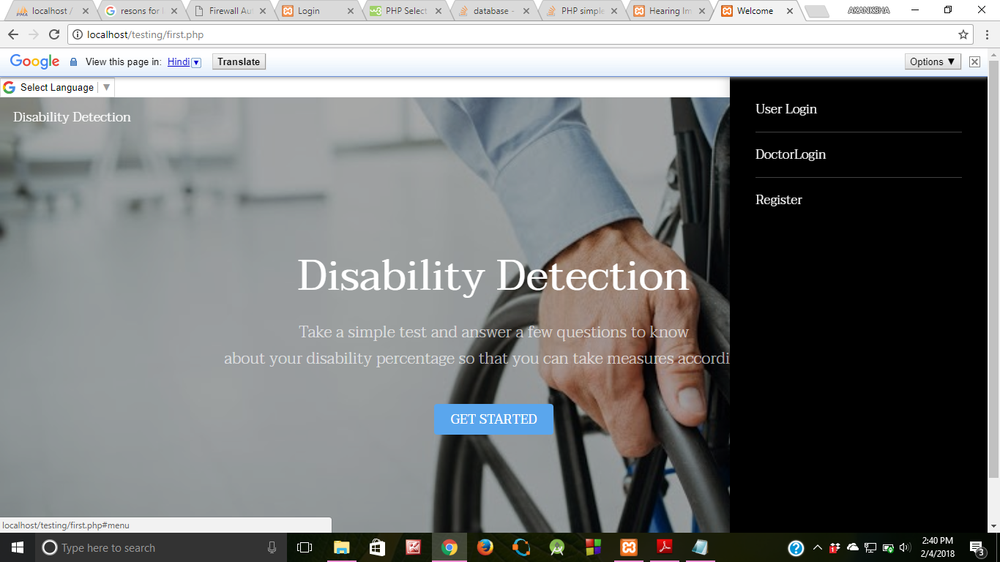 localhost /
resons for
Firewall Aut
Login
PHP Select
database -
PHP simple
Hearing Im
Welcome
AKANKSHA
localhost/testing/first.php
Google View this page in: Hindi Translate Options ▼
Select Language ▼
Disability Detection
User Login
DoctorLogin
Register
Disability Detection
Take a simple test and answer a few questions to know
about your disability percentage so that you can take measures accordi
GET STARTED
localhost/testing/first.php#menu
Type here to search
2:40 PM
2/4/2018
3